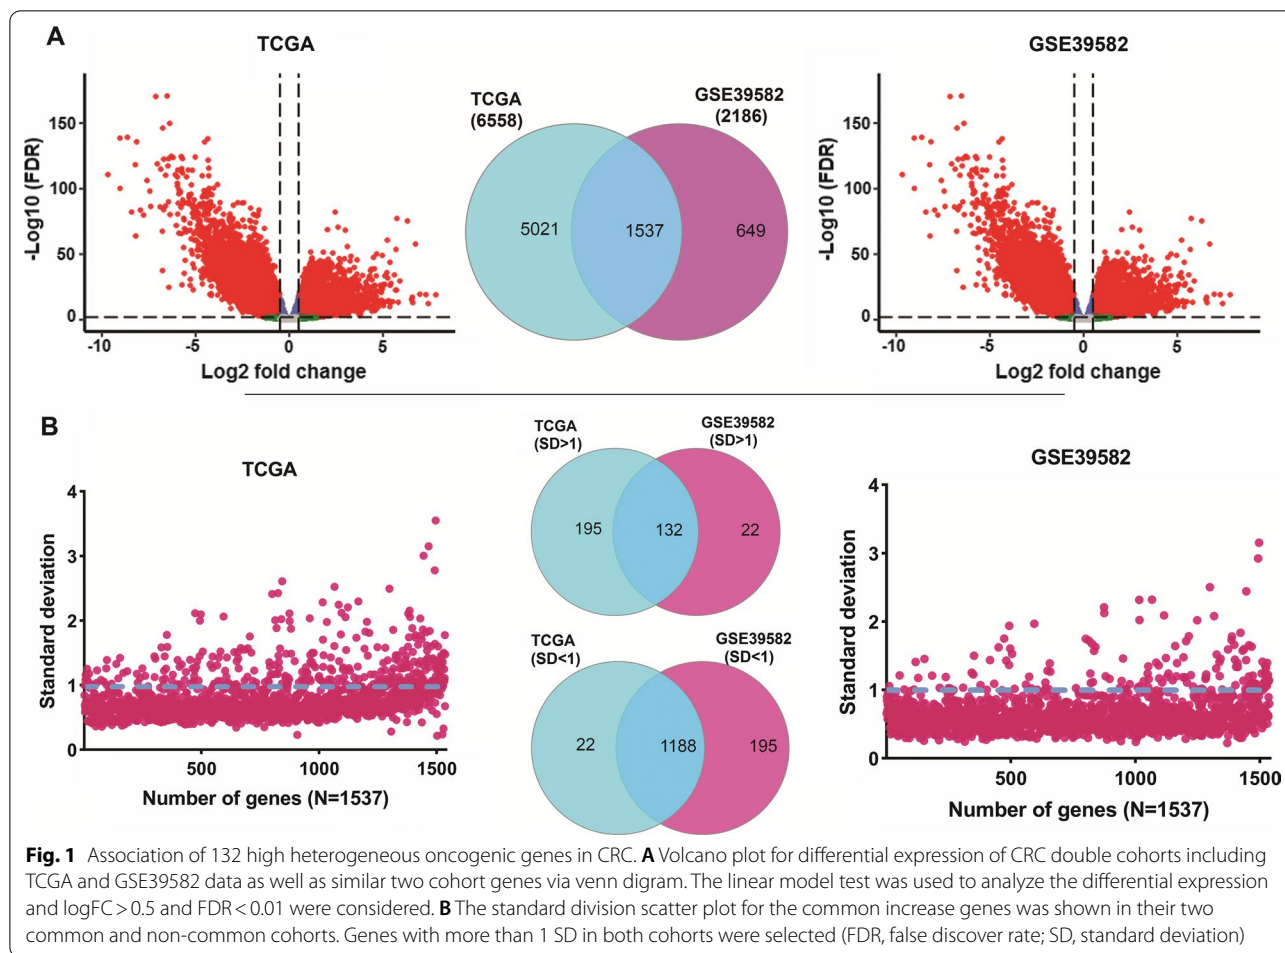 A
TCGA
-Log10 (FDR)
150
100
50
0
-10
-5
0
5
Log2 fold change
TCGA
(6558)
GSE39582
(2186)
5021
1537
649
GSE39582
-Log10 (FDR)
150
100
50
0
-10
-5
0
5
Log2 fold change
B
TCGA
Standard deviation
4
3
2
1
0
500
1000
1500
Number of genes (N=1537)
TCGA
(SD>1)
GSE39582
(SD>1)
195
132
22
TCGA
(SD<1)
GSE39582
(SD<1)
22
1188
195
GSE39582
Standard deviation
4
3
2
1
0
500
1000
1500
Number of genes (N=1537)
Fig. 1 Association of 132 high heterogeneous oncogenic genes in CRC. A Volcano plot for differential expression of CRC double cohorts including
TCGA and GSE39582 data as well as similar two cohort genes via venn digram. The linear model test was used to analyze the differential expression
and logFC > 0.5 and FDR < 0.01 were considered. B The standard division scatter plot for the common increase genes was shown in their two
common and non-common cohorts. Genes with more than 1 SD in both cohorts were selected (FDR, false discover rate; SD, standard deviation)